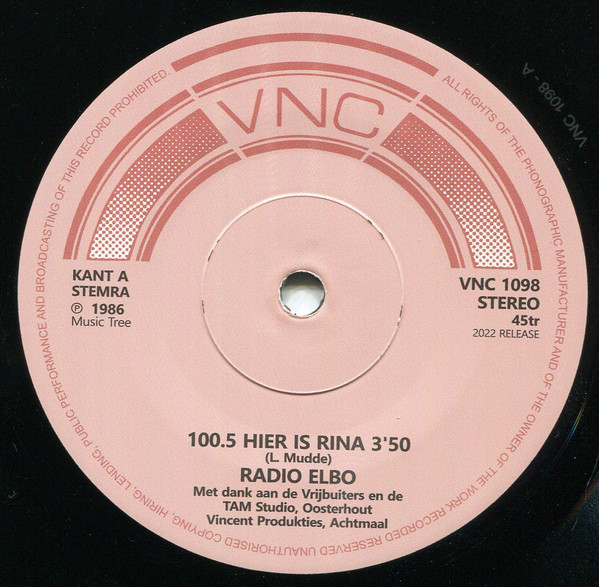 VNC
ALL RIGHTS OF THE PHONOGRAPHIC MANUFACTURER AND OF THE OWNER OF THE WORK RECORDED RESERVED UNAUTHORISED COPYING, HIRING, LENDING, PUBLIC PERFORMANCE AND BROADCASTING OF THIS RECORD PROHIBITED.
VNC 1098 - A
KANT A
STEMRA
℗ 1986
Music Tree
VNC 1098
STEREO
45tr
2022 RELEASE
100.5 HIER IS RINA 3'50
(L. Mudde)
RADIO ELBO
Met dank aan de Vrijbuiters en de
TAM Studio, Oosterhout
Vincent Produkties, Achtmaal